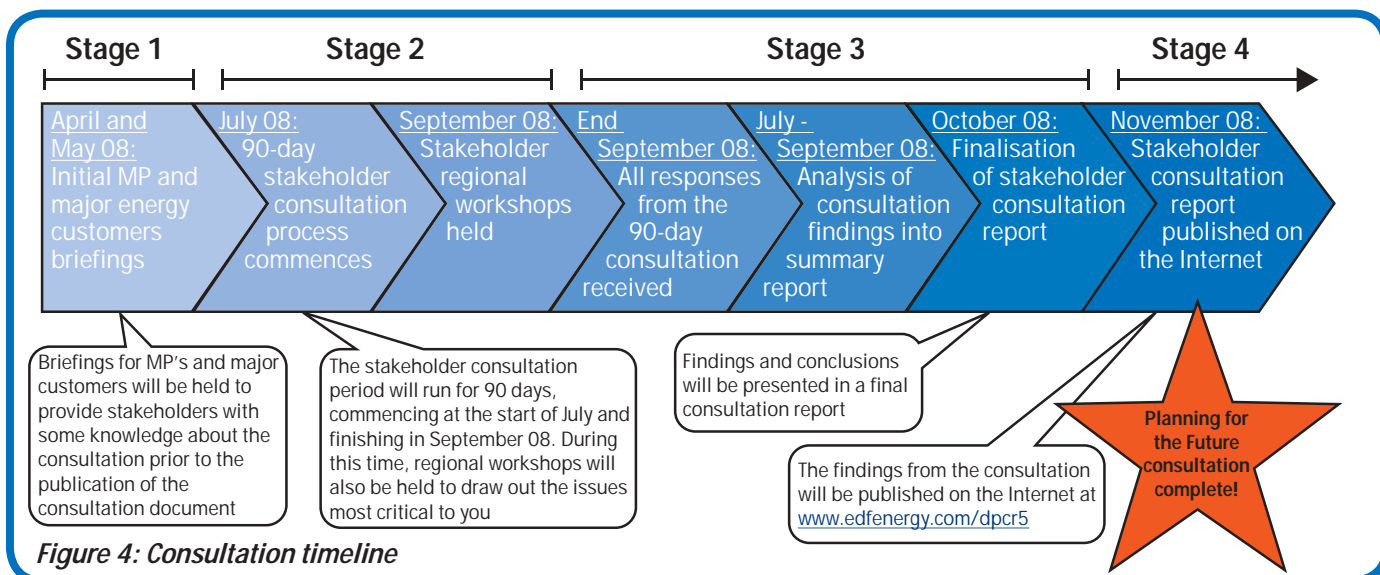 Stage 1
Stage 2
Stage 3
Stage 4
April and
May 08:
Initial MP and
major energy
customers
briefings
July 08:
90-day
stakeholder
consultation
process
commences
September 08:
Stakeholder
regional
workshops
held
End
September 08:
All responses
from the
90-day
consultation
received
July -
September 08:
Analysis of
consultation
findings into
summary
report
October 08:
Finalisation
of stakeholder
consultation
report
November 08:
Stakeholder
consultation
report
published on
the Internet
Briefings for MP's and major
customers will be held to
provide stakeholders with
some knowledge about the
consultation prior to the
publication of the
consultation document
The stakeholder consultation
period will run for 90 days,
commencing at the start of July and
finishing in September 08. During
this time, regional workshops will
also be held to draw out the issues
most critical to you
Findings and conclusions
will be presented in a final
consultation report
The findings from the consultation
will be published on the Internet at
www.edfenergy.com/dpcr5
Planning for
the Future
consultation
complete!
Figure 4: Consultation timeline